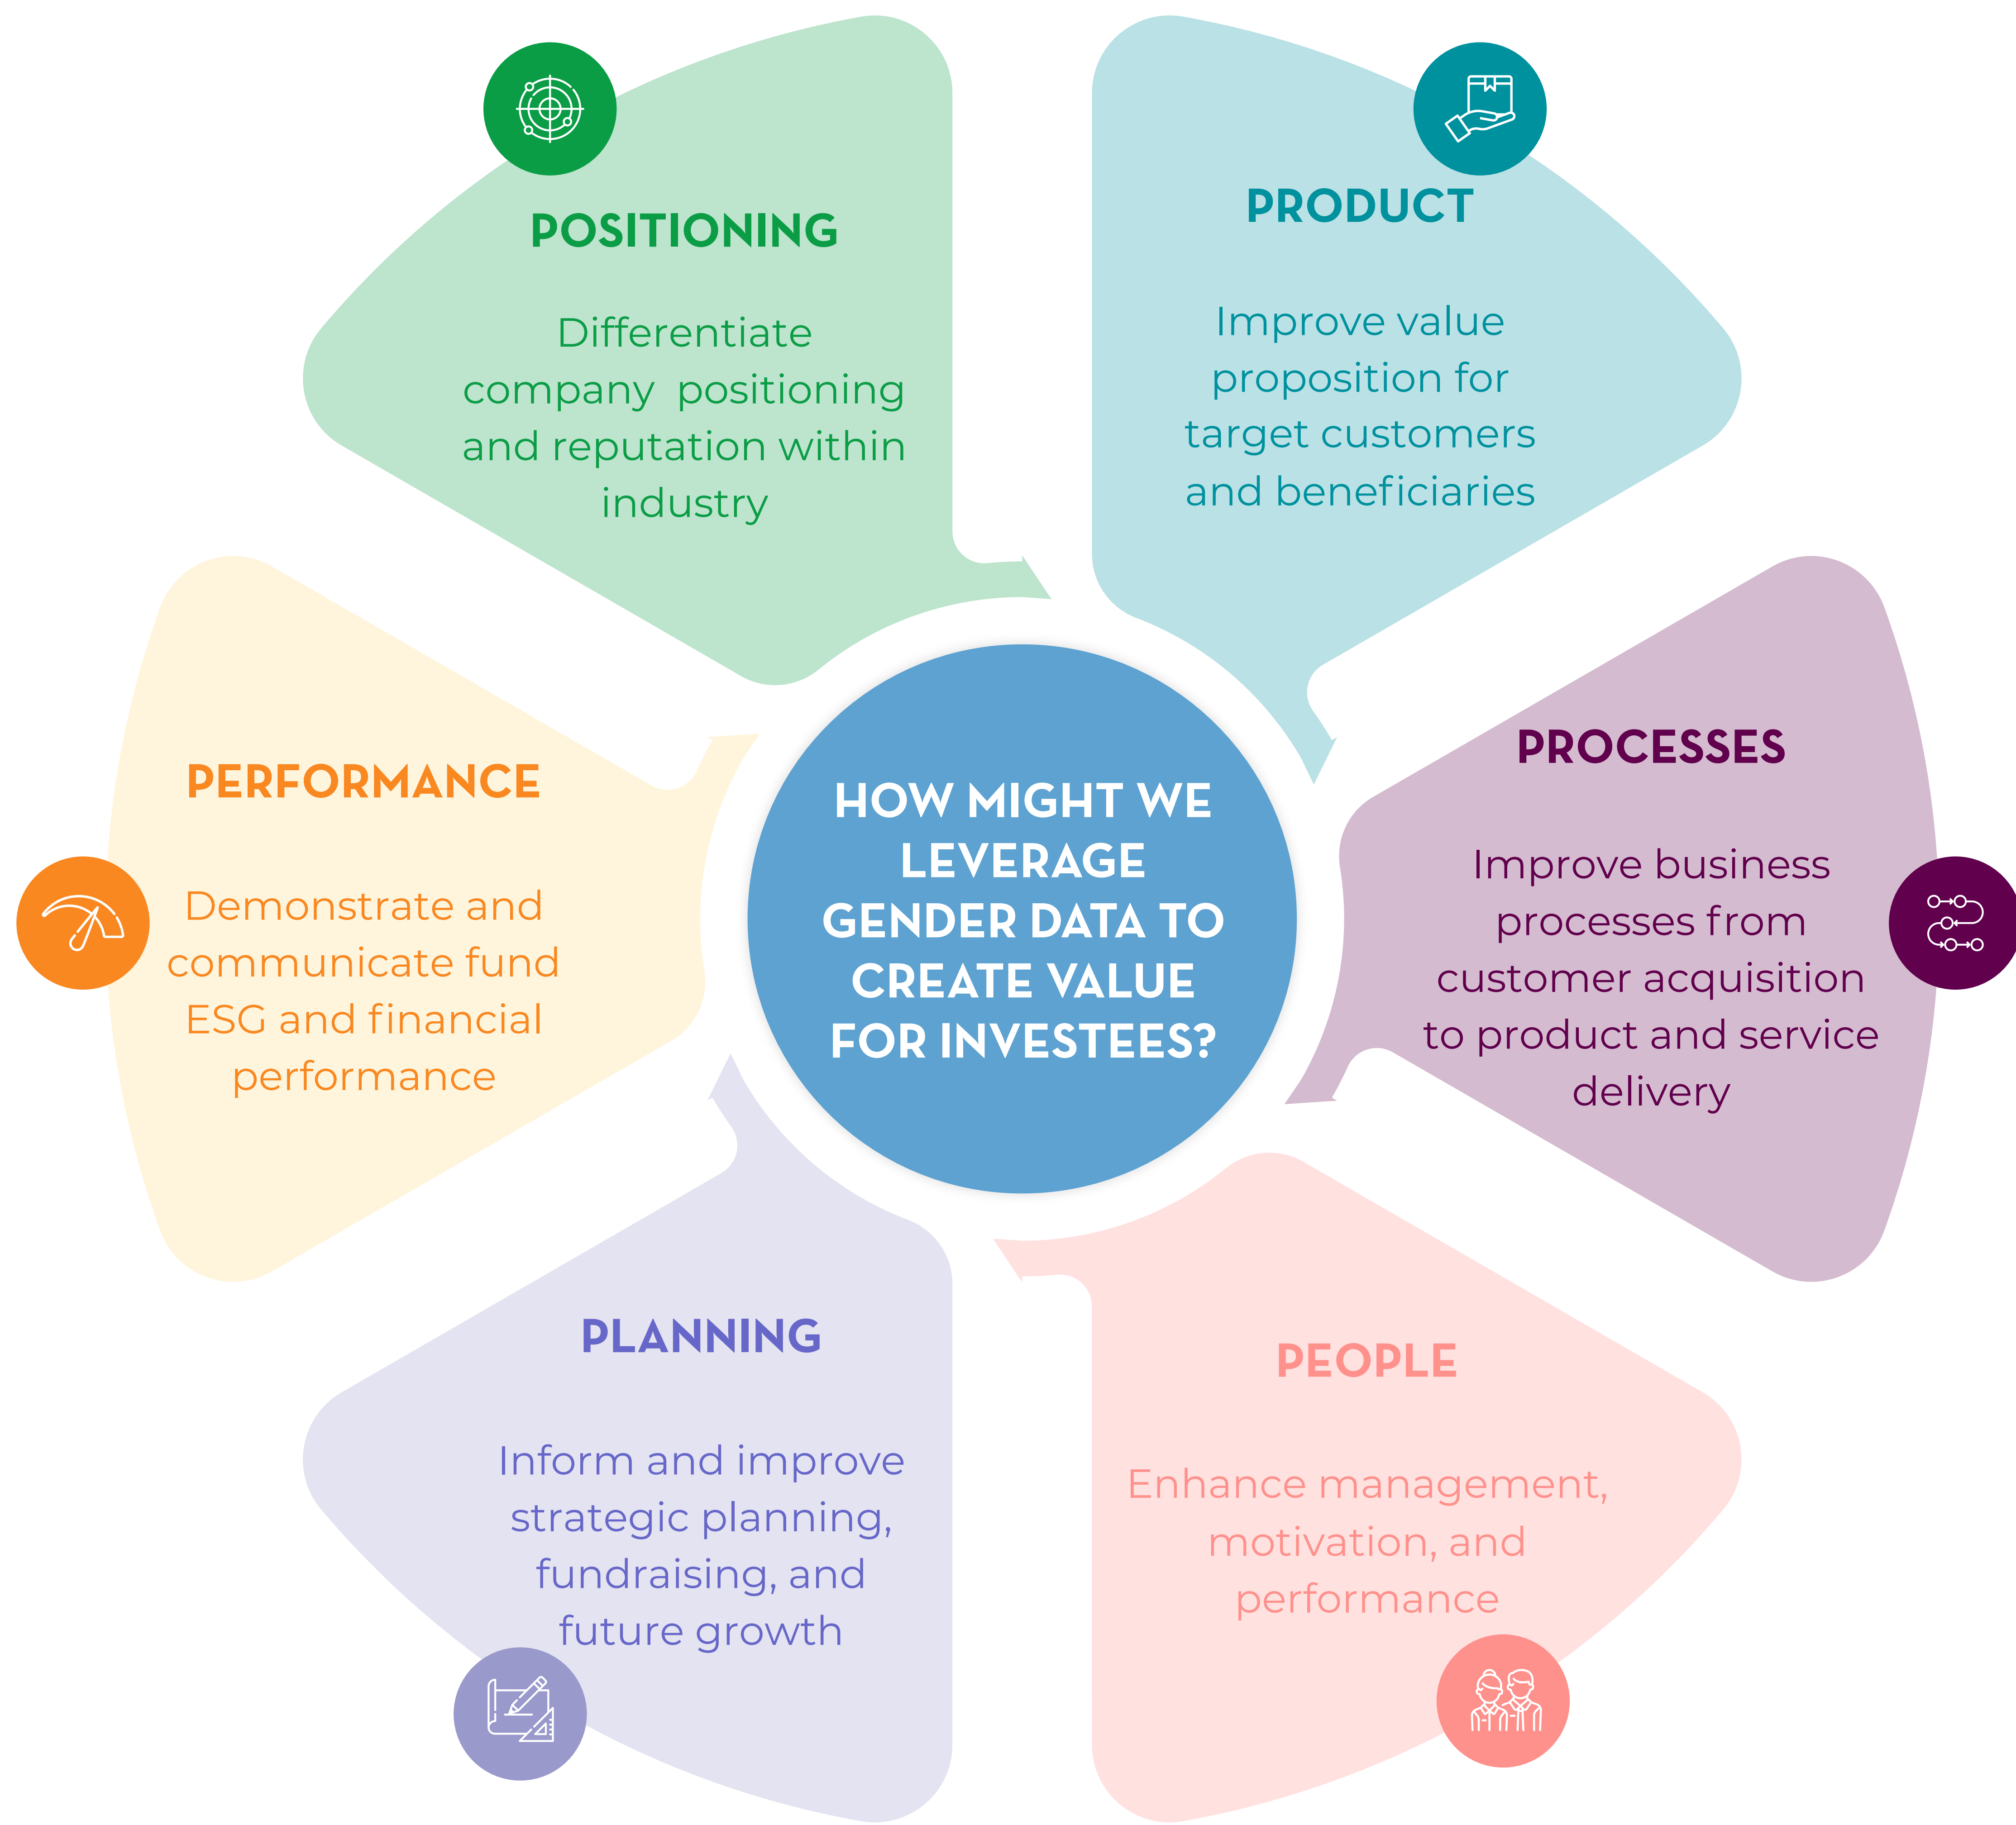 POSITIONING
Differentiate
company  positioning
and reputation within
industry
PRODUCT
Improve value
proposition for
target customers
and beneficiaries
PROCESSES
Improve business
processes from
customer acquisition
to product and service
delivery
PEOPLE
Enhance management,
motivation, and
performance
PLANNING
Inform and improve
strategic planning,
fundraising, and
future growth
PERFORMANCE
Demonstrate and
communicate fund
ESG and financial
performance
HOW MIGHT WE
LEVERAGE
GENDER DATA TO
CREATE VALUE
FOR INVESTEES?